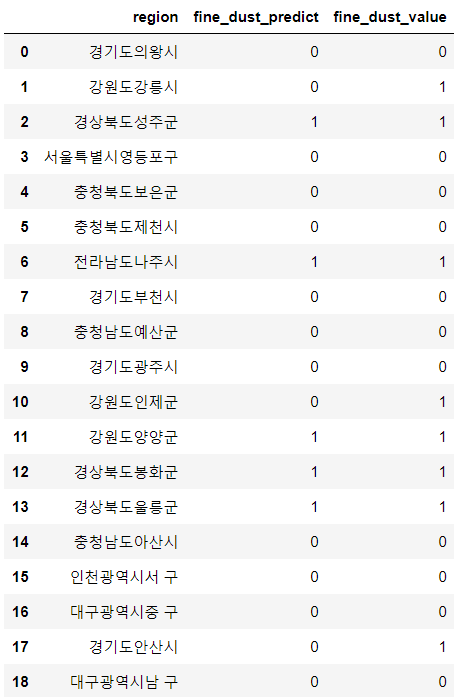 region fine_dust_predict fine_dust_value
0 경기도의왕시 0 0
1 강원도강릉시 0 1
2 경상북도성주군 1 1
3 서울특별시영등포구 0 0
4 충청북도보은군 0 0
5 충청북도제천시 0 0
6 전라남도나주시 1 1
7 경기도부천시 0 0
8 충청남도예산군 0 0
9 경기도광주시 0 0
10 강원도인제군 0 1
11 강원도양양군 1 1
12 경상북도봉화군 1 1
13 경상북도울릉군 1 1
14 충청남도아산시 0 0
15 인천광역시서 구 0 0
16 대구광역시중 구 0 0
17 경기도안산시 0 1
18 대구광역시남 구 0 0